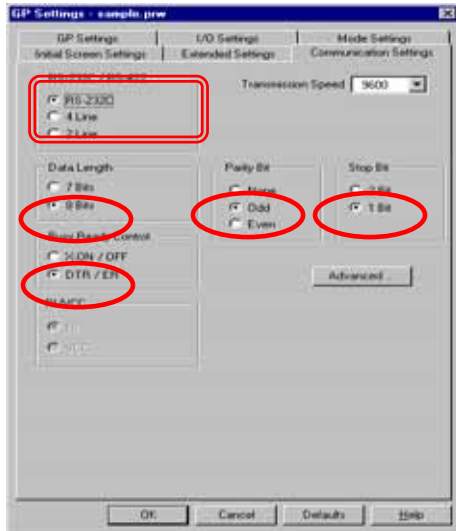 GP Settings - sample.prw
GP Settings
I/O Settings
Mode Settings
Initial Screen Settings
Extended Settings
Communication Settings
Transmission Speed
9600
RS-232C
4 Line
2 Line
Data Length
7 Bits
8 Bits
Parity Bit
None
Odd
Even
Stop Bit
2 Bit
1 Bit
Busy Ready Control
X:ON / OFF
DTR / ER
Advanced..
VCC
OK
Cancel
Defaults
Help